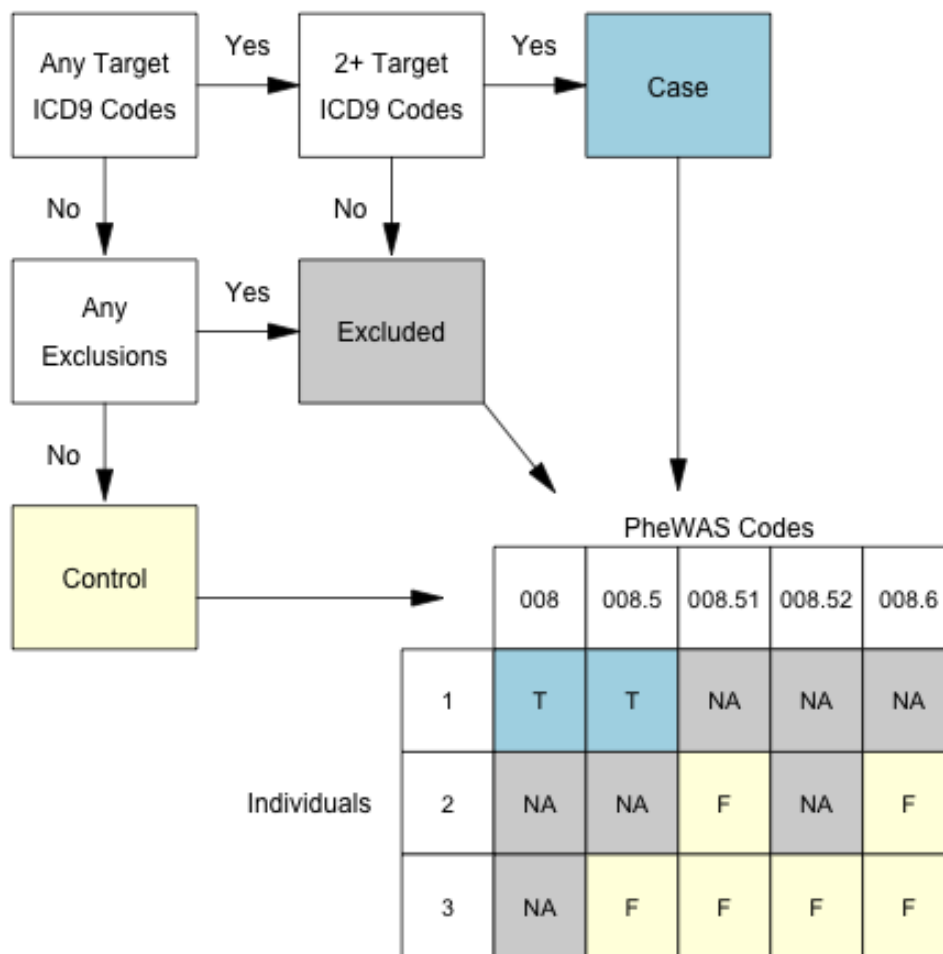 Any Target
ICD9 Codes
Yes
2+ Target
ICD9 Codes
Yes
Case
No
No
Any
Exclusions
Yes
Excluded
No
Control
PheWAS Codes
008 008.5 008.51 008.52 008.6
1 T T NA NA NA
Individuals
2 NA NA F NA F
3 NA F F F F